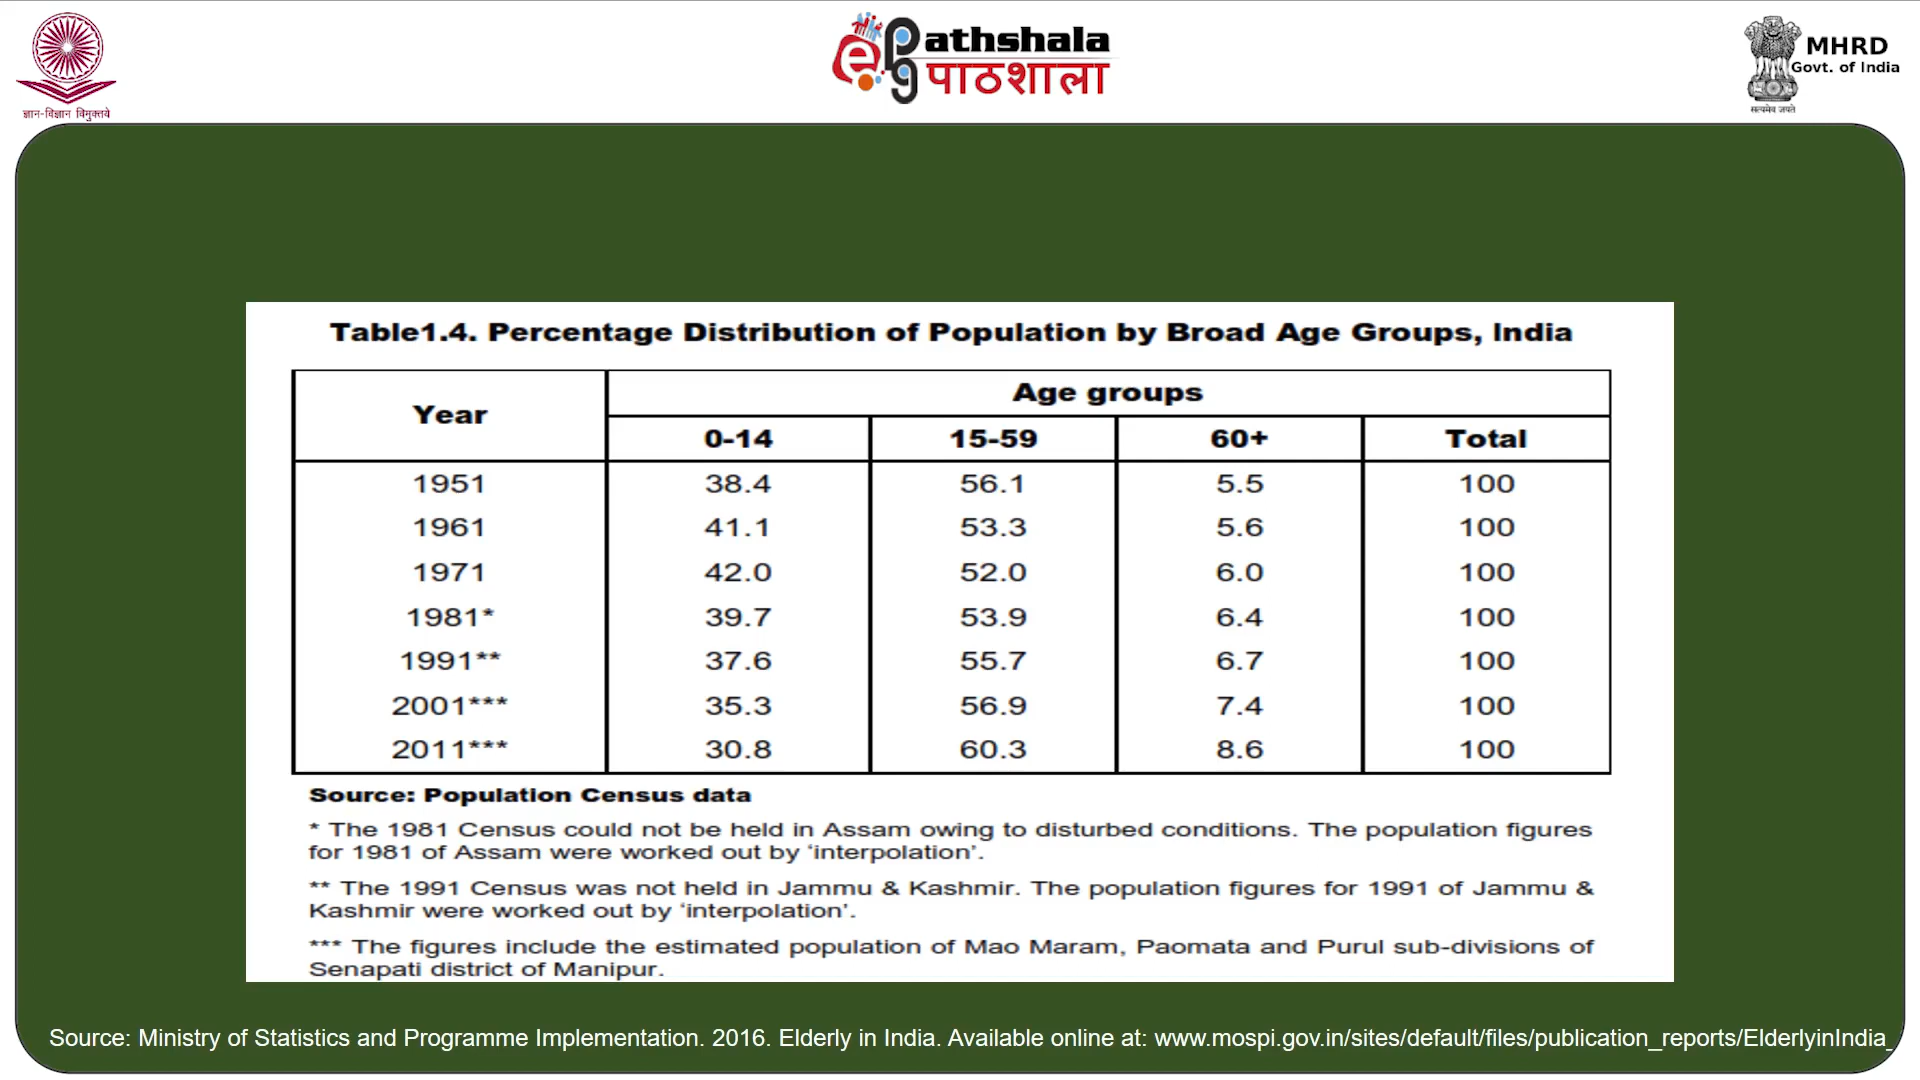 ज्ञान-विज्ञान विमुक्तये
ePathshala
पाठशाला
MHRD
Govt. of India
सत्यमेव जयते
Table1.4. Percentage Distribution of Population by Broad Age Groups, India
Year Age groups
0-14 15-59 60+ Total
1951 38.4 56.1 5.5 100
1961 41.1 53.3 5.6 100
1971 42.0 52.0 6.0 100
1981* 39.7 53.9 6.4 100
1991** 37.6 55.7 6.7 100
2001*** 35.3 56.9 7.4 100
2011*** 30.8 60.3 8.6 100
Source: Population Census data
* The 1981 Census could not be held in Assam owing to disturbed conditions. The population figures
for 1981 of Assam were worked out by ‘interpolation’.
** The 1991 Census was not held in Jammu & Kashmir. The population figures for 1991 of Jammu &
Kashmir were worked out by ‘interpolation’.
*** The figures include the estimated population of Mao Maram, Paomata and Purul sub-divisions of
Senapati district of Manipur.
Source: Ministry of Statistics and Programme Implementation. 2016. Elderly in India. Available online at: www.mospi.gov.in/sites/default/files/publication_reports/ElderlyinIndia_